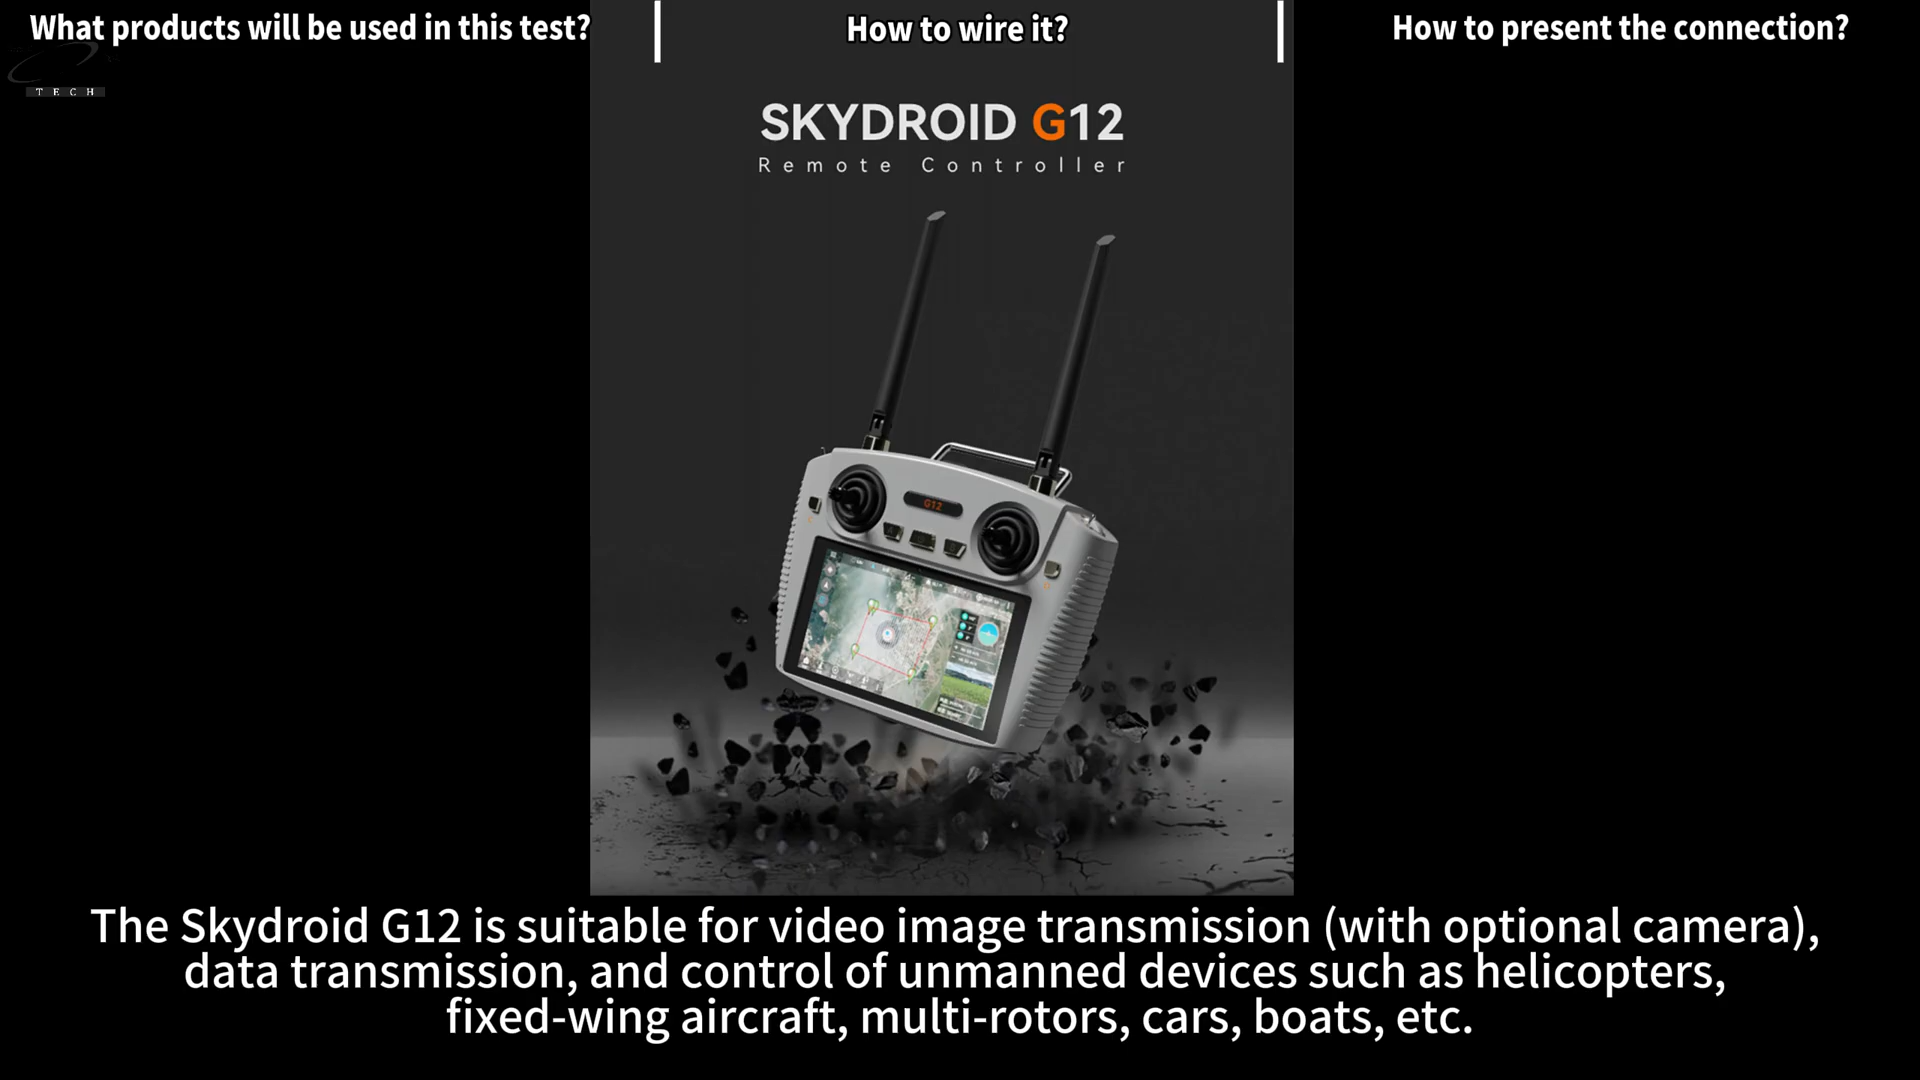 What products will be used in this test?
How to wire it?
How to present the connection?
TECH
SKYDROID G12
Remote Controller
G12
The Skydroid G12 is suitable for video image transmission (with optional camera),
data transmission, and control of unmanned devices such as helicopters,
fixed-wing aircraft, multi-rotors, cars, boats, etc.